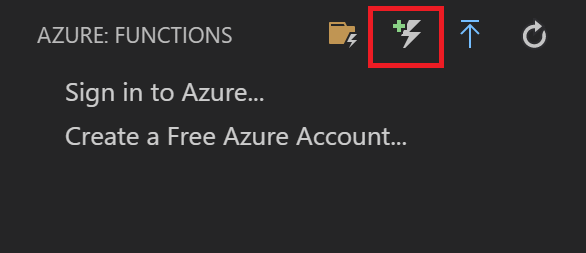 AZURE: FUNCTIONS
Sign in to Azure...
Create a Free Azure Account...